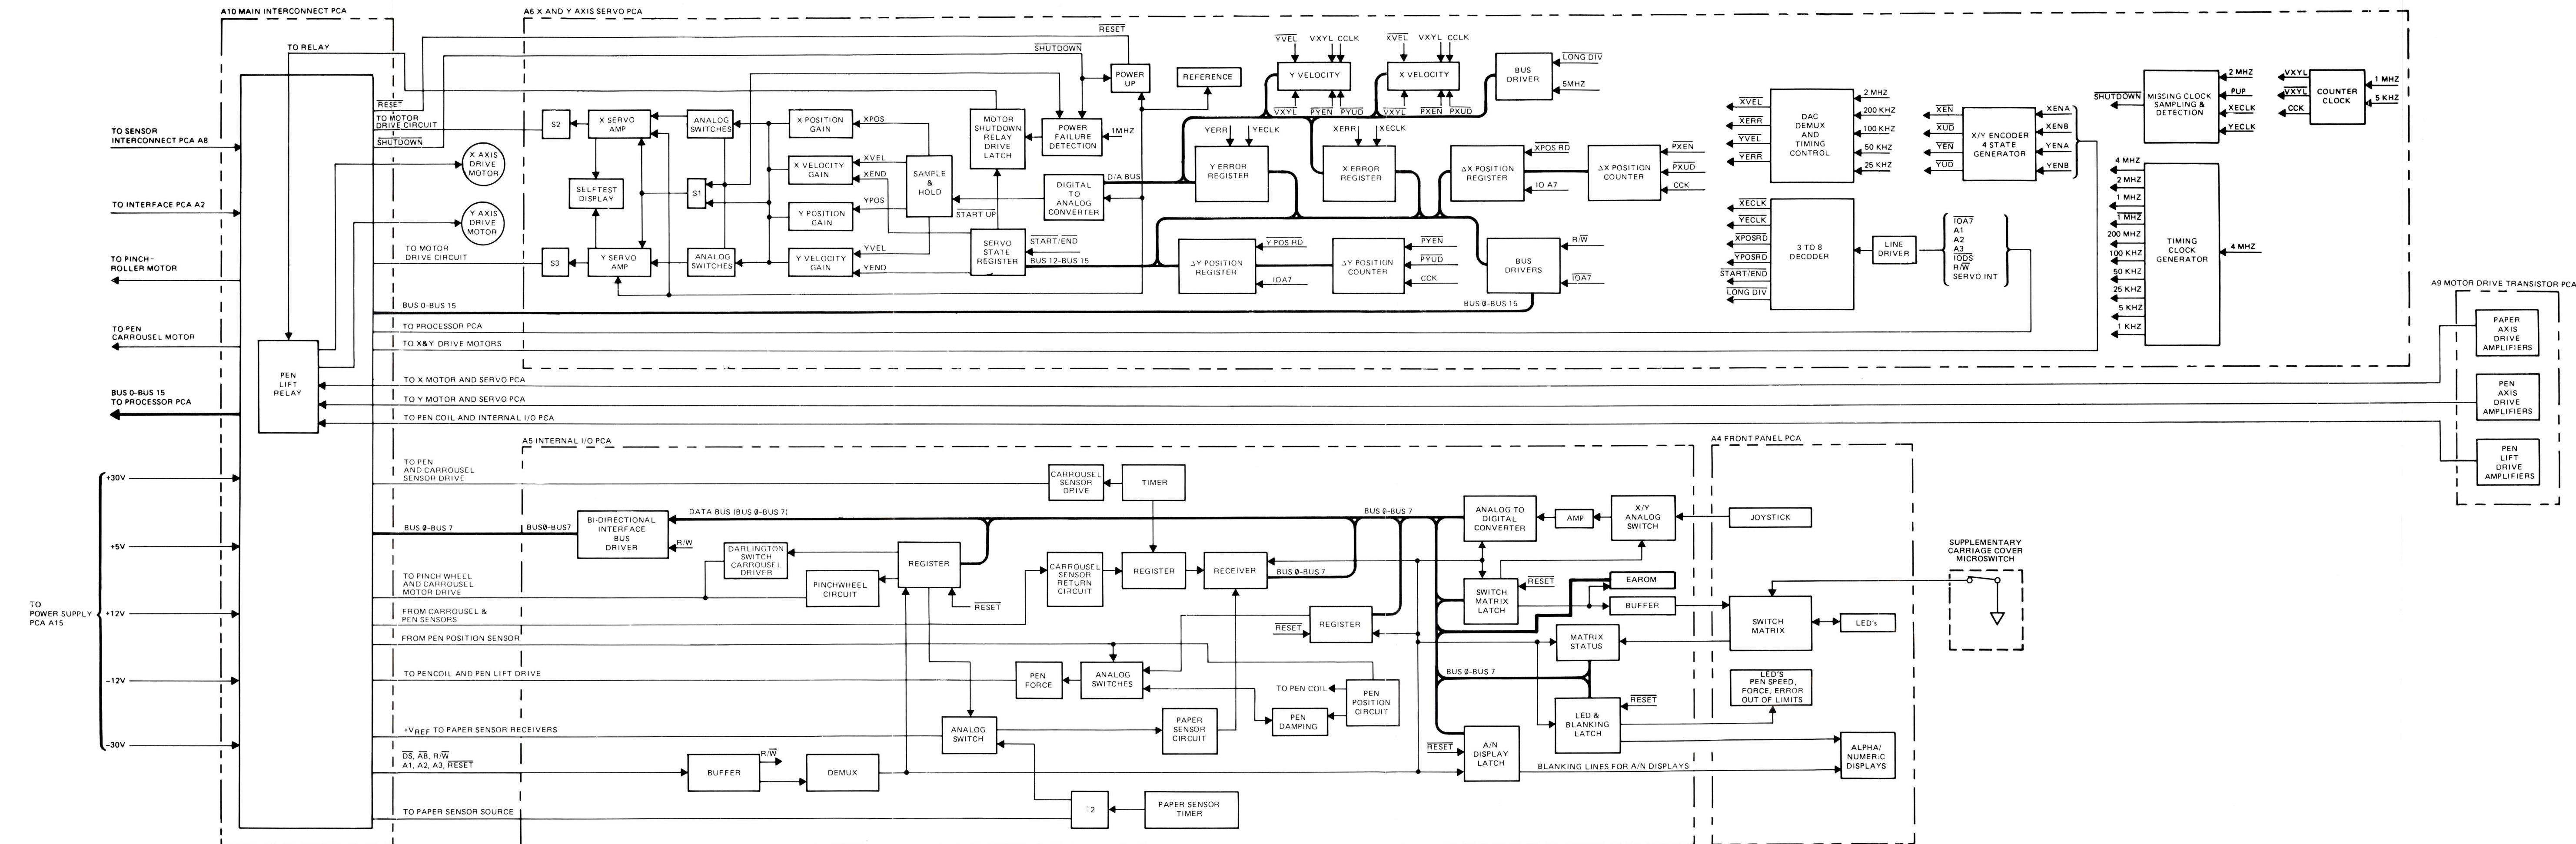 A10 MAIN INTERCONNECT PCA
A6 X AND Y AXIS SERVO PCA
TO RELAY
RESET
SHUTDOWN
POWER
UP
REFERENCE
YVEL
VXYL CCLK
XVEL
VXYL CCLK
Y VELOCITY
X VELOCITY
BUS
DRIVER
LONG DIV
5MHZ
VXYL
PYEN
PYUD
VXYL
PXEN
PXUD
RESET
TO MOTOR
DRIVE CIRCUIT
SHUTDOWN
S2
X SERVO
AMP
ANALOG
SWITCHES
X POSITION
GAIN
XPOS
MOTOR
SHUTDOWN
RELAY
DRIVE
LATCH
POWER
FAILURE
DETECTION
1MHZ
YERR
YECLK
XERR
XECLK
Y ERROR
REGISTER
X ERROR
REGISTER
ΔX POSITION
REGISTER
XPOS RD
IO A7
ΔX POSITION
COUNTER
PXEN
PXUD
CCK
TO SENSOR
INTERCONNECT PCA A8
X AXIS
DRIVE
MOTOR
SELFTEST
DISPLAY
S1
X VELOCITY
GAIN
XVEL
XEND
SAMPLE
&
HOLD
D/A BUS
DIGITAL
TO
ANALOG
CONVERTER
TO INTERFACE PCA A2
Y AXIS
DRIVE
MOTOR
Y POSITION
GAIN
YPOS
START UP
TO MOTOR
DRIVE CIRCUIT
S3
Y SERVO
AMP
ANALOG
SWITCHES
Y VELOCITY
GAIN
YVEL
YEND
SERVO
STATE
REGISTER
START/END
BUS 12–BUS 15
ΔY POSITION
REGISTER
Y POS RD
IOA7
ΔY POSITION
COUNTER
PYEN
PYUD
CCK
BUS
DRIVERS
R/W
IOA7
BUS 0-BUS 15
XVEL
XERR
YVEL
YERR
DAC
DEMUX
AND
TIMING
CONTROL
2 MHZ
200 KHZ
100 KHZ
50 KHZ
25 KHZ
XEN
XUD
YEN
YUD
X/Y ENCODER
4 STATE
GENERATOR
XENA
XENB
YENA
YENB
SHUTDOWN
MISSING CLOCK
SAMPLING &
DETECTION
2 MHZ
PUP
XECLK
YECLK
VXYL
VXYL
CCK
COUNTER
CLOCK
1 MHZ
5 KHZ
XECLK
YECLK
XPOSRD
YPOSRD
START/END
LONG DIV
3 TO 8
DECODER
LINE
DRIVER
IOA7
A1
A2
A3
IODS
R/W
SERVO INT
4 MHZ
2 MHZ
1 MHZ
1 MHZ
200 MHZ
100 KHZ
50 KHZ
25 KHZ
5 KHZ
1 KHZ
TIMING
CLOCK
GENERATOR
4 MHZ
TO PINCH-
ROLLER MOTOR
BUS 0-BUS 15
TO PROCESSOR PCA
TO X&Y DRIVE MOTORS
TO PEN
CARROUSEL MOTOR
PEN
LIFT
RELAY
TO X MOTOR AND SERVO PCA
TO Y MOTOR AND SERVO PCA
TO PEN COIL AND INTERNAL I/O PCA
BUS 0–BUS 15
TO PROCESSOR PCA
A9 MOTOR DRIVE TRANSISTOR PCA
PAPER
AXIS
DRIVE
AMPLIFIERS
PEN
AXIS
DRIVE
AMPLIFIERS
PEN
LIFT
DRIVE
AMPLIFIERS
A5 INTERNAL I/O PCA
A4 FRONT PANEL PCA
TO PEN
AND CARROUSEL
SENSOR DRIVE
CARROUSEL
SENSOR
DRIVE
TIMER
+30V
+5V
+12V
–12V
–30V
TO
POWER SUPPLY
PCA A15
BUS 0–BUS 7
BUS0–BUS7
BI-DIRECTIONAL
INTERFACE
BUS
DRIVER
R/W
DATA BUS (BUS 0-BUS 7)
BUS 0-BUS 7
ANALOG TO
DIGITAL
CONVERTER
AMP
X/Y
ANALOG
SWITCH
JOYSTICK
DARLINGTON
SWITCH
CARROUSEL
DRIVER
PINCHWHEEL
CIRCUIT
REGISTER
RESET
CARROUSEL
SENSOR
RETURN
CIRCUIT
REGISTER
RECEIVER
BUS 0-BUS 7
SWITCH
MATRIX
LATCH
RESET
EAROM
BUFFER
SWITCH
MATRIX
LED's
SUPPLEMENTARY
CARRIAGE COVER
MICROSWITCH
TO PINCH WHEEL
AND CARROUSEL
MOTOR DRIVE
FROM CARROUSEL &
PEN SENSORS
FROM PEN POSITION SENSOR
RESET
REGISTER
MATRIX
STATUS
TO PENCOIL AND PEN LIFT DRIVE
PEN
FORCE
ANALOG
SWITCHES
TO PEN COIL
PEN
POSITION
CIRCUIT
PEN
DAMPING
BUS 0–BUS 7
LED & 
BLANKING
LATCH
RESET
LED'S
PEN SPEED,
FORCE; ERROR
OUT OF LIMITS
+VREF TO PAPER SENSOR RECEIVERS
ANALOG
SWITCH
PAPER
SENSOR
CIRCUIT
RESET
A/N
DISPLAY
LATCH
BLANKING LINES FOR A/N DISPLAYS
ALPHA/
NUMERIC
DISPLAYS
DS, AB, R/W
A1, A2, A3, RESET
BUFFER
R/W
DEMUX
TO PAPER SENSOR SOURCE
÷2
PAPER SENSOR
TIMER